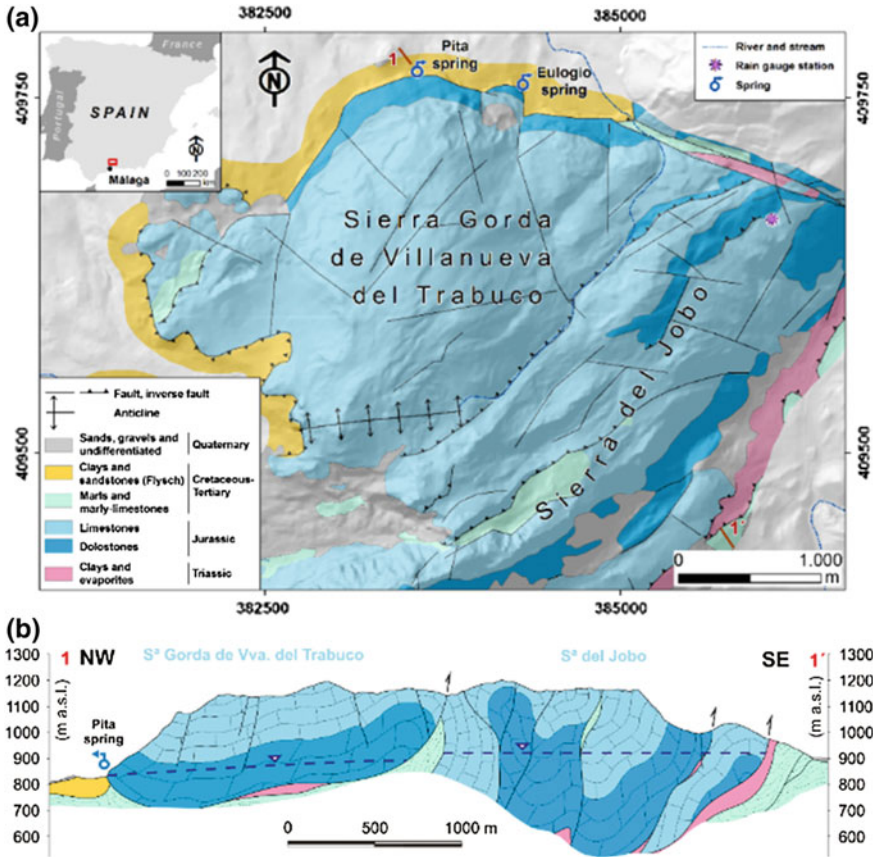 (a)
382500
385000
France
Portugal
SPAIN
Málaga
0 100 200
km
N
N
1
Pita
spring
Eulogio
spring
River and stream
Rain gauge station
Spring
409750
409750
Sierra Gorda
de Villanueva
del Trabuco
Sierra del Jobo
409500
409500
Fault, inverse fault
Anticline
Sands, gravels and
undifferentiated
Quaternary
Clays and
sandstones (Flysch)
Cretaceous-
Tertiary
Marls and
marly-limestones
Limestones
Jurassic
Dolostones
Clays and
evaporites
Triassic
1´
0 1.000
m
382500
385000
(b)
1300 1 NW Sª Gorda de Vva. del Trabuco Sª del Jobo SE 1´ 1300
1200 1200
1100 1100
1000 1000
900 900
800 800
700 700
600 600
(m a.s.l.)
(m a.s.l.)
Pita
spring
0 500 1000 m